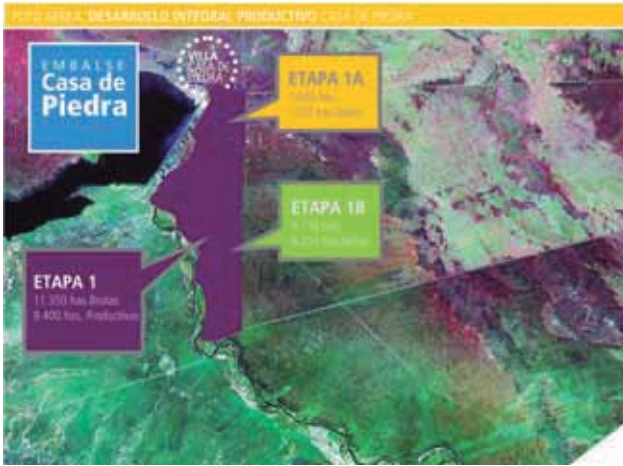 FOTO AEREA. DESARROLLO INTEGRAL PRODUCTIVO CASA DE PIEDRA
EMBALSE
Casa de
Piedra
VILLA
CASA DE
PIEDRA
ETAPA 1A
ETAPA 1B
ETAPA 1
11.350 has Brutas
8.400 has. Productivas